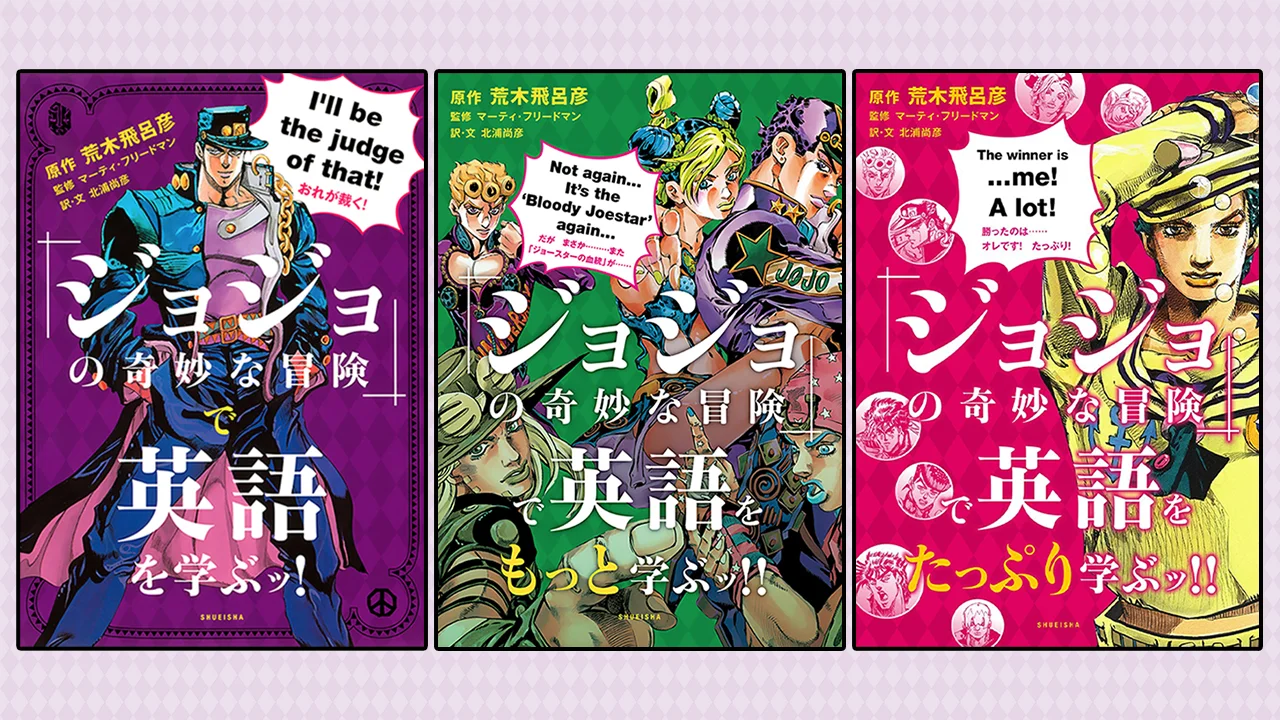 原作 荒木飛呂彦
監修 マーティ・フリードマン
訳・文 北浦尚彦
I'll be
the judge
of that!
おれが裁く!
「ジョジョ
の奇妙な冒険」
で
英語
を学ぶッ!
SHUEISHA
原作 荒木飛呂彦
監修 マーティ・フリードマン
訳・文 北浦尚彦
Not again...
It's the
'Bloody Joestar'
again...
だが まさか………また
「ジョースターの血統」が……
JOJO
「ジョジョ
の奇妙な冒険」
で英語を
もっと学ぶッ!!
SHUEISHA
原作 荒木飛呂彦
監修 マーティ・フリードマン
訳・文 北浦尚彦
The winner is
...me!
A lot!
勝ったのは……
オレです! たっぷり!
「ジョジョ
の奇妙な冒険」
で英語を
たっぷり学ぶッ!!
SHUEISHA